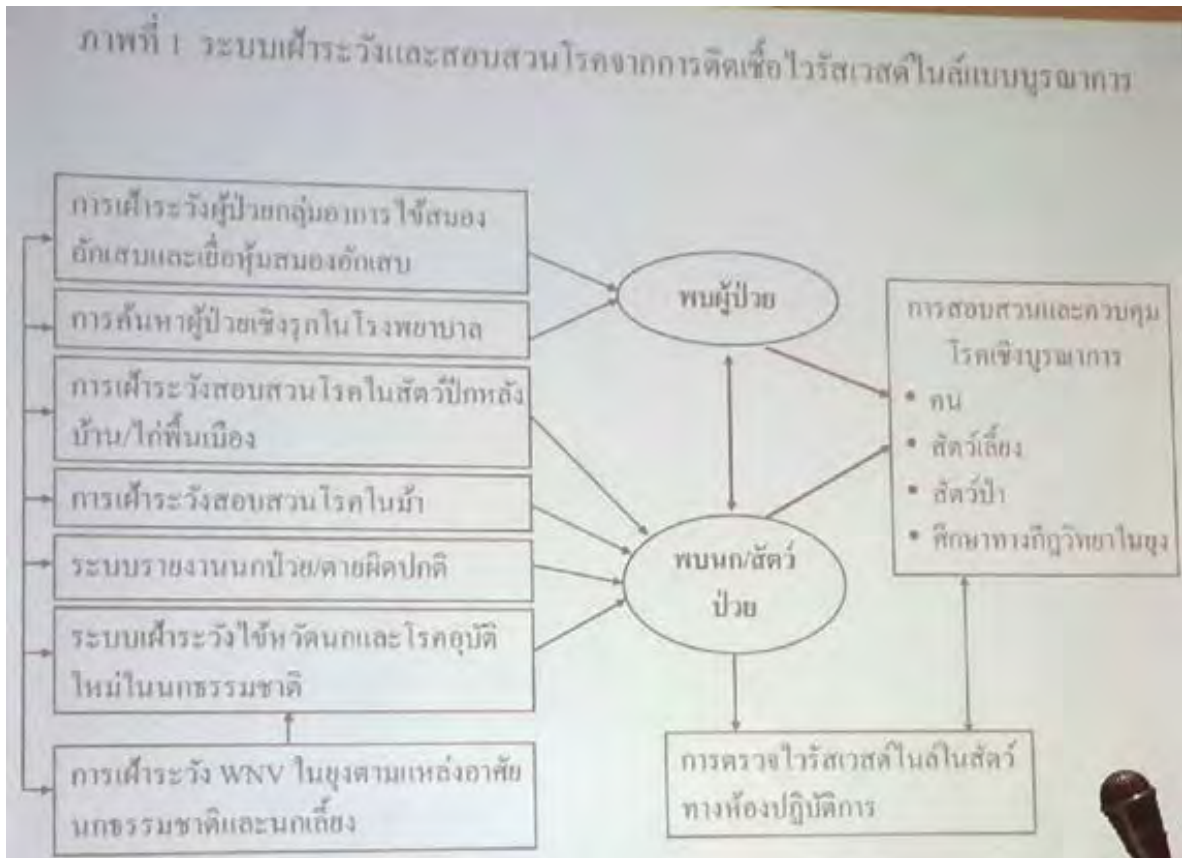 ภาพที่ 1 ระบบเฝ้าระวังและสอบสวนโรคจากการติดเชื้อไวรัสเวสต์ไนล์แบบบูรณาการ
การเฝ้าระวังผู้ป่วยกลุ่มอาการไข้สมอง
อักเสบและเยื่อหุ้มสมองอักเสบ
การค้นหาผู้ป่วยเชิงรุกในโรงพยาบาล
การเฝ้าระวังสอบสวนโรคในสัตว์ปีกหลัง
บ้าน/ไก่พื้นเมือง
การเฝ้าระวังสอบสวนโรคในม้า
ระบบรายงานนกป่วย/ตายผิดปกติ
ระบบเฝ้าระวังไข้หวัดนกและโรคอุบัติ
ใหม่ในนกธรรมชาติ
การเฝ้าระวัง WNV ในยุงตามแหล่งอาศัย
นกธรรมชาติและนกเลี้ยง
พบผู้ป่วย
พบนก/สัตว์
ป่วย
การสอบสวนและควบคุม
โรคเชิงบูรณาการ
• คน
• สัตว์เลี้ยง
• สัตว์ป่า
• ศึกษาทางกีฏวิทยาในยุง
การตรวจไวรัสเวสต์ไนล์ในสัตว์
ทางห้องปฏิบัติการ